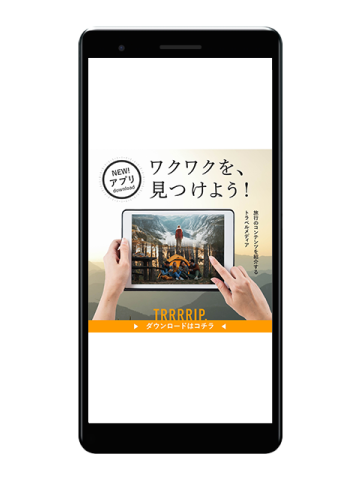 NEW!
アプリ
download
ワクワクを、
見つけよう！
旅行のコンテンツを紹介する
トラベルメディア
TRRRRIP.
ダウンロードはコチラ